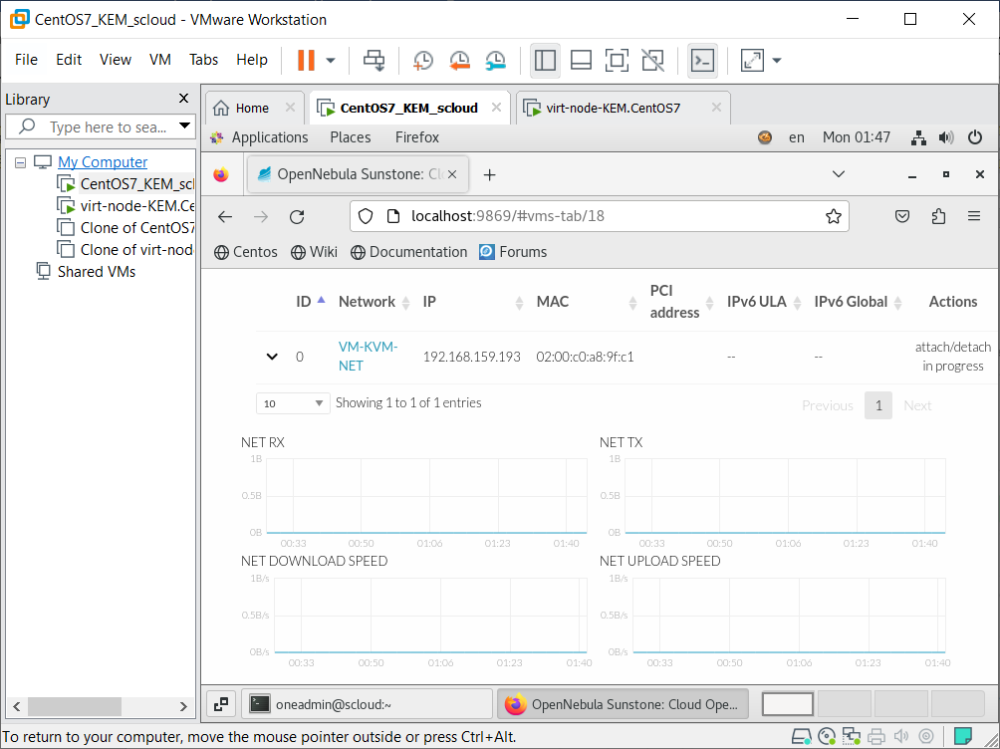 CentOS7_KEM_scloud - VMware Workstation
File Edit View VM Tabs Help
Library
Type here to sea...
My Computer
CentOS7_KEM_scl
virt-node-KEM.Ce
Clone of CentOS7
Clone of virt-nod
Shared VMs
Home
CentOS7_KEM_scloud
virt-node-KEM.CentOS7
Applications Places Firefox en Mon 01:47
OpenNebula Sunstone: Clo
localhost:9869/#vms-tab/18
Centos Wiki Documentation Forums
ID Network IP MAC PCI address IPv6 ULA IPv6 Global Actions
0 VM-KVM-NET 192.168.159.193 02:00:c0:a8:9f:c1 -- -- attach/detach in progress
10 Showing 1 to 1 of 1 entries Previous 1 Next
NET RX
1B
0.5B
0B
00:33 00:50 01:06 01:23 01:40
NET TX
1B
0.5B
0B
00:33 00:50 01:06 01:23 01:40
NET DOWNLOAD SPEED
1B/s
0.5B/s
0B/s
00:33 00:50 01:06 01:23 01:40
NET UPLOAD SPEED
1B/s
0.5B/s
0B/s
00:33 00:50 01:06 01:23 01:40
oneadmin@scloud:~
OpenNebula Sunstone: Cloud Ope...
To return to your computer, move the mouse pointer outside or press Ctrl+Alt.